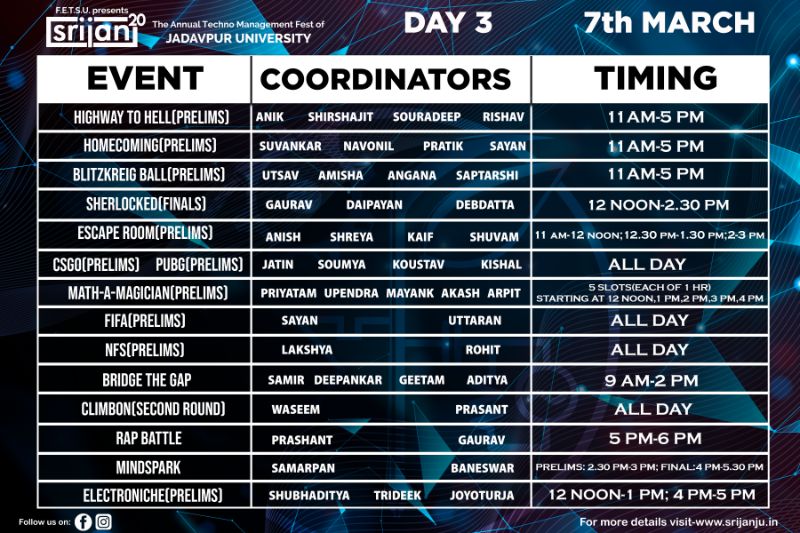 F.E.T.S.U. presents
srijan 20
The Annual Techno Management Fest of
JADAVPUR UNIVERSITY
DAY 3
7th MARCH
EVENT COORDINATORS TIMING
HIGHWAY TO HELL(PRELIMS) ANIK SHIRSHAJIT SOURADEEP RISHAV 11AM-5 PM
HOMECOMING(PRELIMS) SUVANKAR NAVONIL PRATIK SAYAN 11AM-5 PM
BLITZKREIG BALL(PRELIMS) UTSAV AMISHA ANGANA SAPTARSHI 11AM-5 PM
SHERLOCKED(FINALS) GAURAV DAIPAYAN DEBDATTA 12 NOON-2.30 PM
ESCAPE ROOM(PRELIMS) ANISH SHREYA KAIF SHUVAM 11 AM-12 NOON;12.30 PM-1.30 PM;2-3 PM
CSGO(PRELIMS) PUBG(PRELIMS) JATIN SOUMYA KOUSTAV KISHAL ALL DAY
MATH-A-MAGICIAN(PRELIMS) PRIYATAM UPENDRA MAYANK AKASH ARPIT 5 SLOTS(EACH OF 1 HR)
STARTING AT 12 NOON,1 PM,2 PM,3 PM,4 PM
FIFA(PRELIMS) SAYAN UTTARAN ALL DAY
NFS(PRELIMS) LAKSHYA ROHIT ALL DAY
BRIDGE THE GAP SAMIR DEEPANKAR GEETAM ADITYA 9 AM-2 PM
CLIMBON(SECOND ROUND) WASEEM PRASANT ALL DAY
RAP BATTLE PRASHANT GAURAV 5 PM-6 PM
MINDSPARK SAMARPAN BANESWAR PRELIMS: 2.30 PM-3 PM; FINAL:4 PM-5.30 PM
ELECTRONICHE(PRELIMS) SHUBHADITYA TRIDEEK JOYOTURJA 12 NOON-1 PM; 4 PM-5 PM
Follow us on:
For more details visit-www.srijanju.in